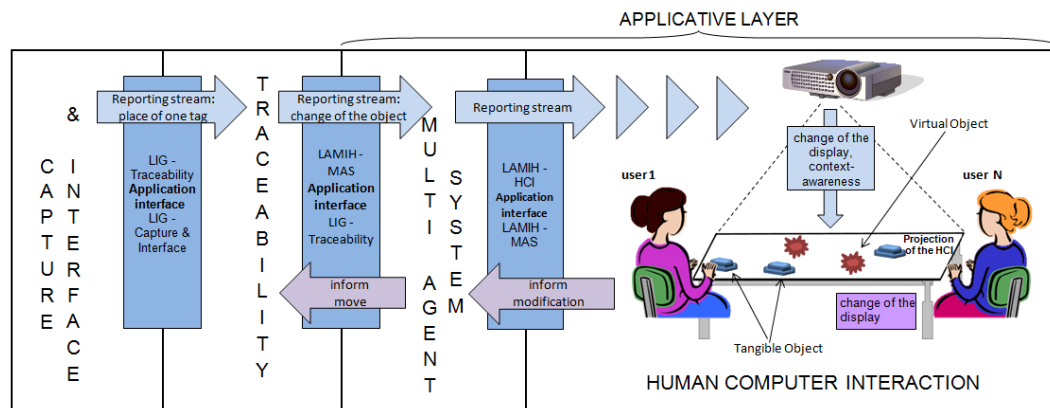 APPLICATIVE LAYER
CAPTURE
& INTERFACE
Reporting stream:
place of one tag
LIG -
Traceability
Application
interface
LIG -
Capture &
Interface
TRACEABILITY
Reporting stream:
change of the object
LAMIH -
MAS
Application
interface
LIG -
Traceability
inform
move
MULTI AGENT
SYSTEM
Reporting stream
LAMIH -
HCI
Application
interface
LAMIH -
MAS
inform
modification
Virtual Object
change of the
display,
context-
awareness
user 1
user N
Projection
of the HCI
change of the
display
Tangible Object
HUMAN COMPUTER INTERACTION